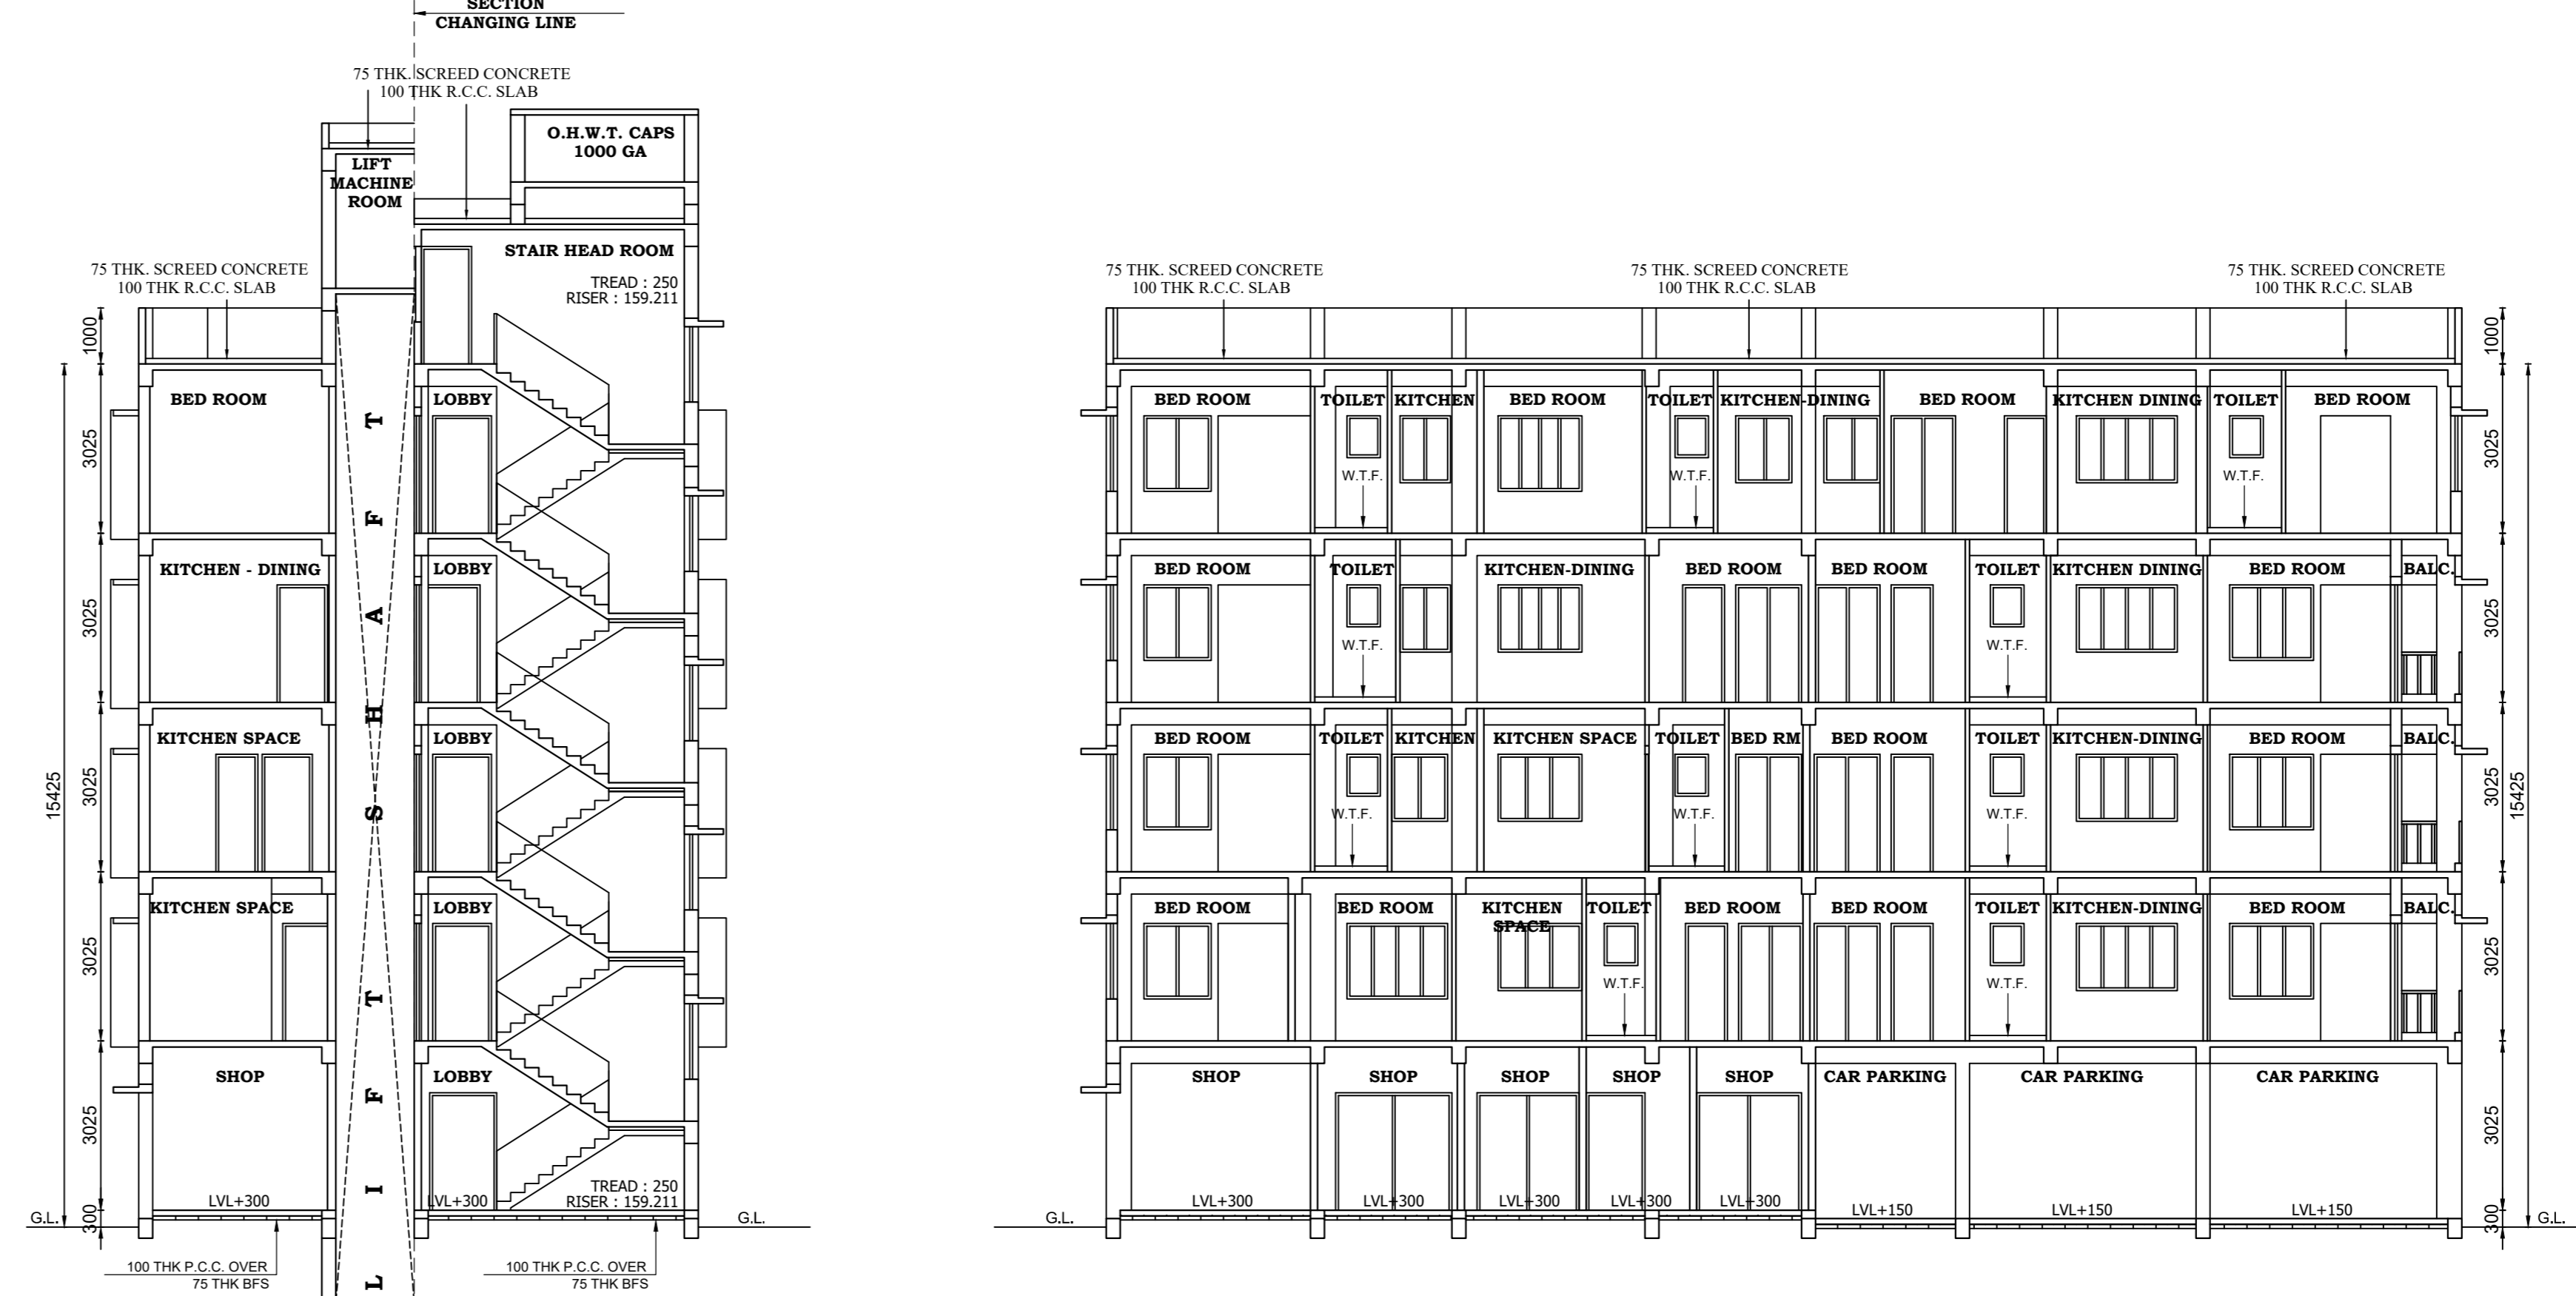 SECTION
CHANGING LINE
75 THK. SCREED CONCRETE
100 THK R.C.C. SLAB
O.H.W.T. CAPS
1000 GA
LIFT
MACHINE
ROOM
STAIR HEAD ROOM
TREAD : 250
RISER : 159.211
75 THK. SCREED CONCRETE
100 THK R.C.C. SLAB
1000
3025
3025
3025
3025
3025
300
15425
BED ROOM
LOBBY
KITCHEN - DINING
LOBBY
KITCHEN SPACE
LOBBY
KITCHEN SPACE
LOBBY
SHOP
LOBBY
LIFT SHAFT
LVL+300
LVL+300
TREAD : 250
RISER : 159.211
G.L.
G.L.
100 THK P.C.C. OVER
75 THK BFS
100 THK P.C.C. OVER
75 THK BFS
75 THK. SCREED CONCRETE
100 THK R.C.C. SLAB
75 THK. SCREED CONCRETE
100 THK R.C.C. SLAB
75 THK. SCREED CONCRETE
100 THK R.C.C. SLAB
BED ROOM TOILET KITCHEN BED ROOM TOILET KITCHEN-DINING BED ROOM KITCHEN DINING TOILET BED ROOM
W.T.F. W.T.F. W.T.F.
BED ROOM TOILET KITCHEN-DINING BED ROOM BED ROOM TOILET KITCHEN DINING BED ROOM BALC.
W.T.F. W.T.F.
BED ROOM TOILET KITCHEN KITCHEN SPACE TOILET BED RM BED ROOM TOILET KITCHEN-DINING BED ROOM BALC.
W.T.F. W.T.F. W.T.F.
BED ROOM BED ROOM KITCHEN TOILET BED ROOM BED ROOM TOILET KITCHEN-DINING BED ROOM BALC.
SPACE
W.T.F. W.T.F.
SHOP SHOP SHOP SHOP SHOP CAR PARKING CAR PARKING CAR PARKING
LVL+300 LVL+300 LVL+300 LVL+300 LVL+300 LVL+150 LVL+150 LVL+150
G.L.
G.L.
1000
3025
3025
3025
3025
3025
300
15425